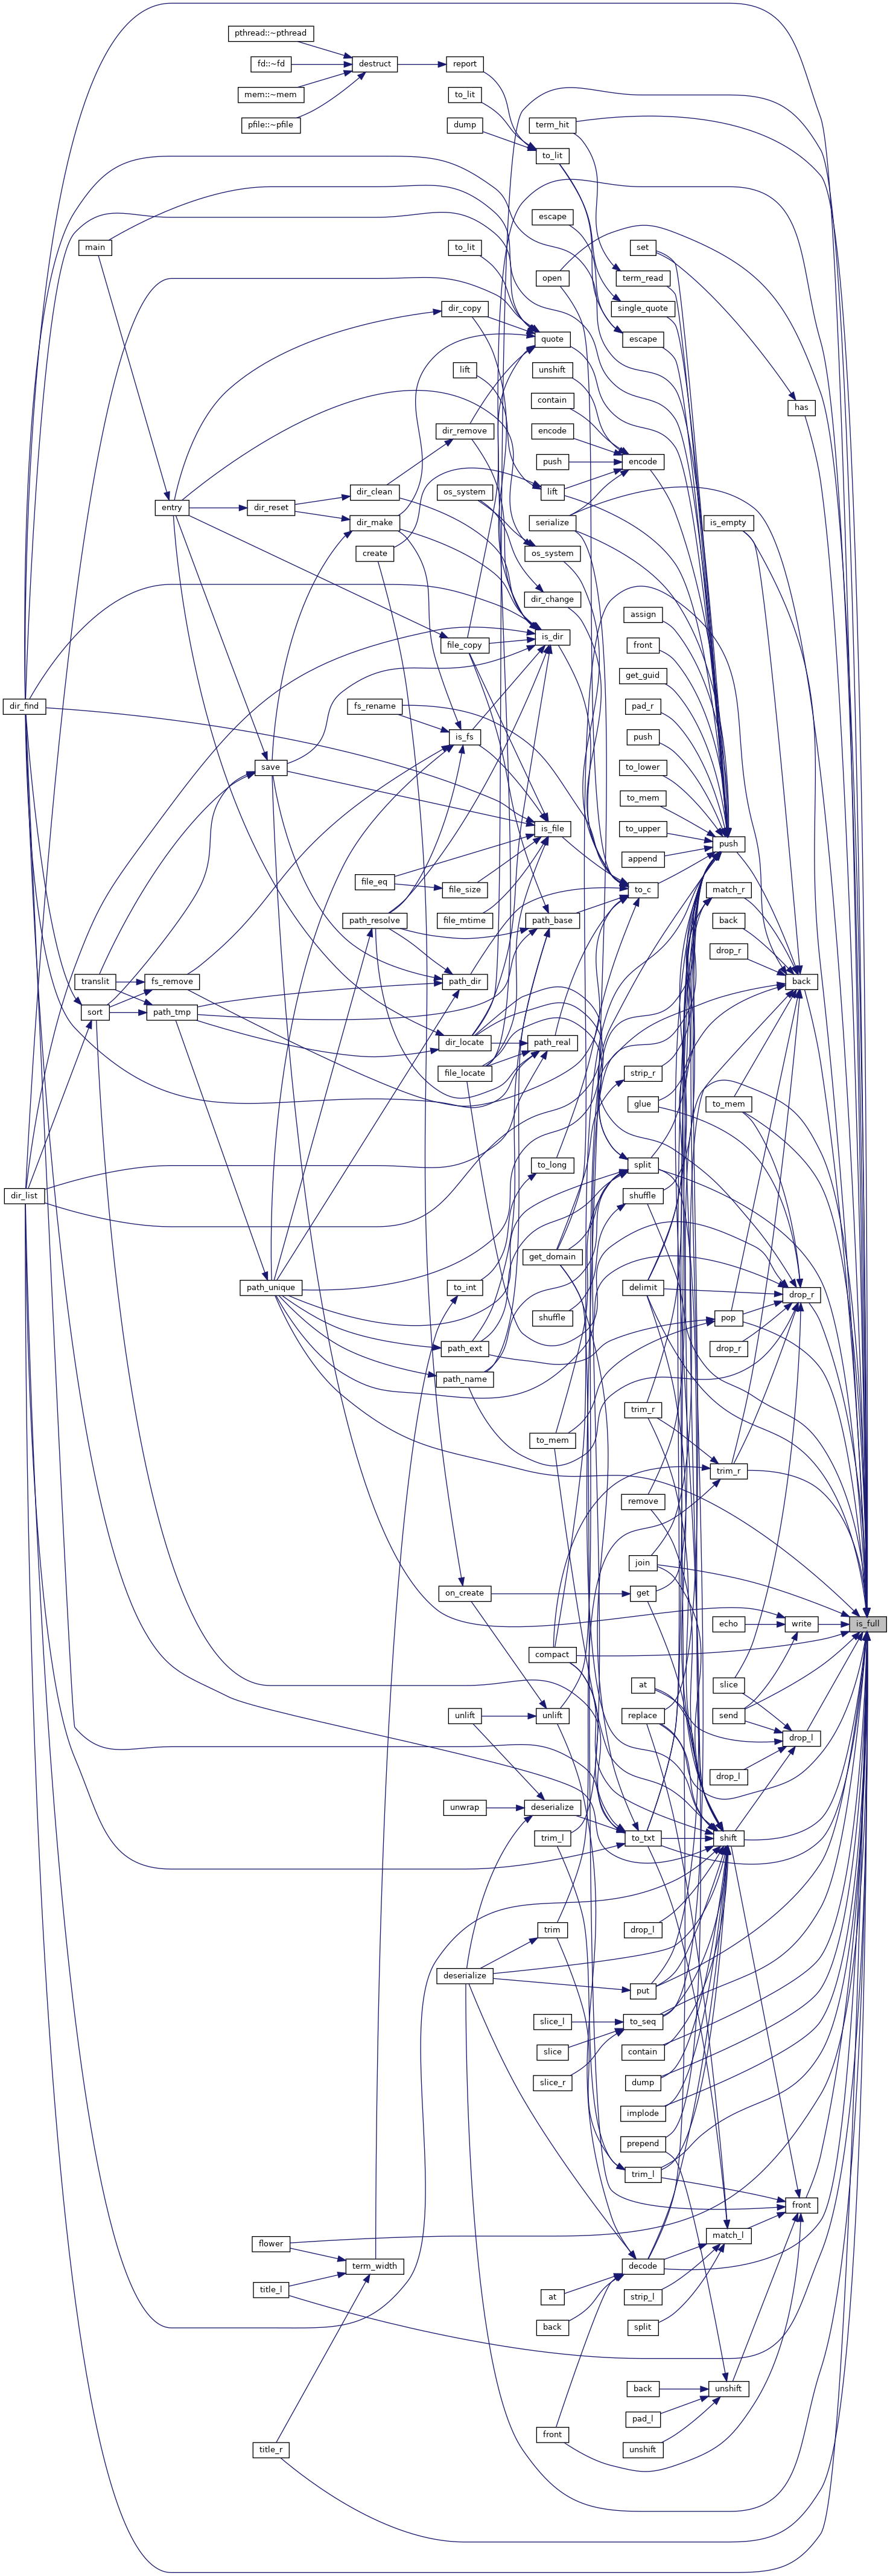 pthread::~pthread
fd::~fd
destruct
report
mem::~mem
to_lit
pfile::~pfile
dump
term_hit
to_lit
escape
main
to_lit
set
open
term_read
dir_copy
single_quote
quote
escape
lift
unshift
contain
has
dir_remove
encode
push
encode
dir_clean
os_system
lift
entry
dir_reset
dir_make
serialize
is_empty
create
os_system
dir_change
assign
is_dir
file_copy
front
get_guid
dir_find
fs_rename
pad_r
is_fs
push
save
to_lower
to_mem
is_file
to_upper
push
append
file_eq
file_size
to_c
match_r
path_resolve
file_mtime
path_base
back
drop_r
translit
fs_remove
path_dir
back
sort
path_tmp
dir_locate
path_real
file_locate
strip_r
glue
to_mem
to_long
split
dir_list
shuffle
get_domain
path_unique
to_int
delimit
drop_r
shuffle
pop
path_ext
drop_r
path_name
trim_r
to_mem
trim_r
remove
join
on_create
get
echo
write
is_full
compact
at
slice
unlift
unlift
replace
send
drop_l
drop_l
unwrap
deserialize
trim_l
to_txt
shift
trim
drop_l
deserialize
put
slice_l
to_seq
slice
contain
slice_r
dump
implode
prepend
trim_l
front
match_l
flower
term_width
decode
title_l
at
strip_l
back
split
back
unshift
pad_l
front
title_r
unshift